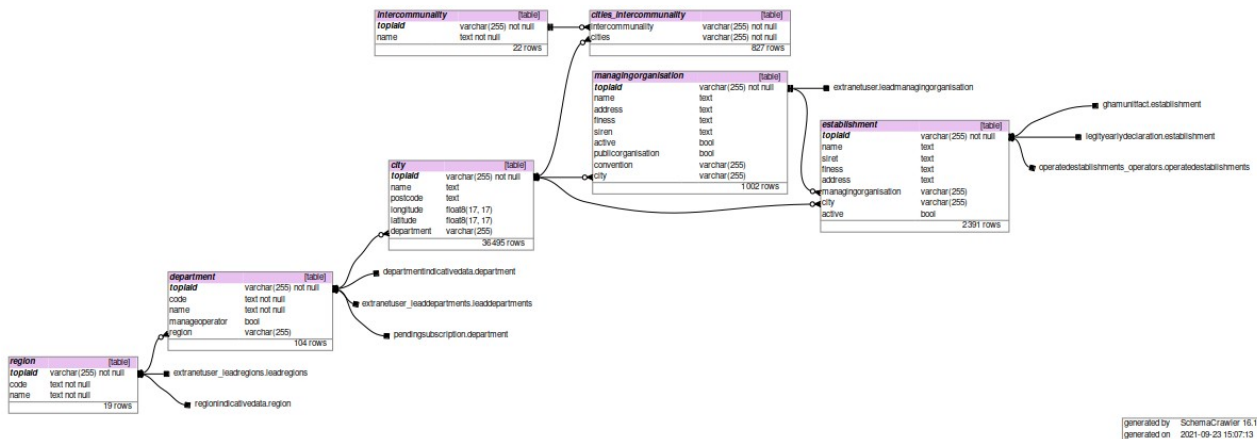 intercommunality [table]
topiaid varchar(255) not null
name text not null
22 rows
cities_intercommunality [table]
intercommunality varchar(255) not null
cities varchar(255) not null
827 rows
managingorganisation [table]
topiaid varchar(255) not null
name text
address text
finess text
siren text
active bool
publicorganisation bool
convention varchar(255)
city varchar(255)
1002 rows
extranetuser.leadmanagingorganisation
establishment [table]
topiaid varchar(255) not null
name text
siret text
finess text
address text
managingorganisation varchar(255)
city varchar(255)
active bool
2391 rows
ghamunitfact.establishment
legityearlydeclaration.establishment
operatedestablishments_operators.operatedestablishments
city [table]
topiaid varchar(255) not null
name text
postcode text
longitude float8(17, 17)
latitude float8(17, 17)
department varchar(255)
36495 rows
department [table]
topiaid varchar(255) not null
code text not null
name text not null
manageoperator bool
region varchar(255)
104 rows
departmentindicativedata.department
extranetuser_leaddepartments.leaddepartments
pendingsubscription.department
region [table]
topiaid varchar(255) not null
code text not null
name text not null
19 rows
extranetuser_leadregions.leadregions
regionindicativedata.region
generated by SchemaCrawler 16.1
generated on 2021-09-23 15:07:13